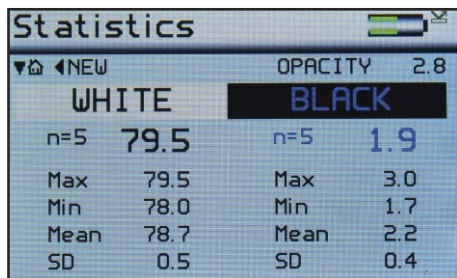 Statistics
▼⌂ ◀NEW OPACITY 2.8
WHITE BLACK
n=5 79.5 n=5 1.9
Max 79.5 Max 3.0
Min 78.0 Min 1.7
Mean 78.7 Mean 2.2
SD 0.5 SD 0.4